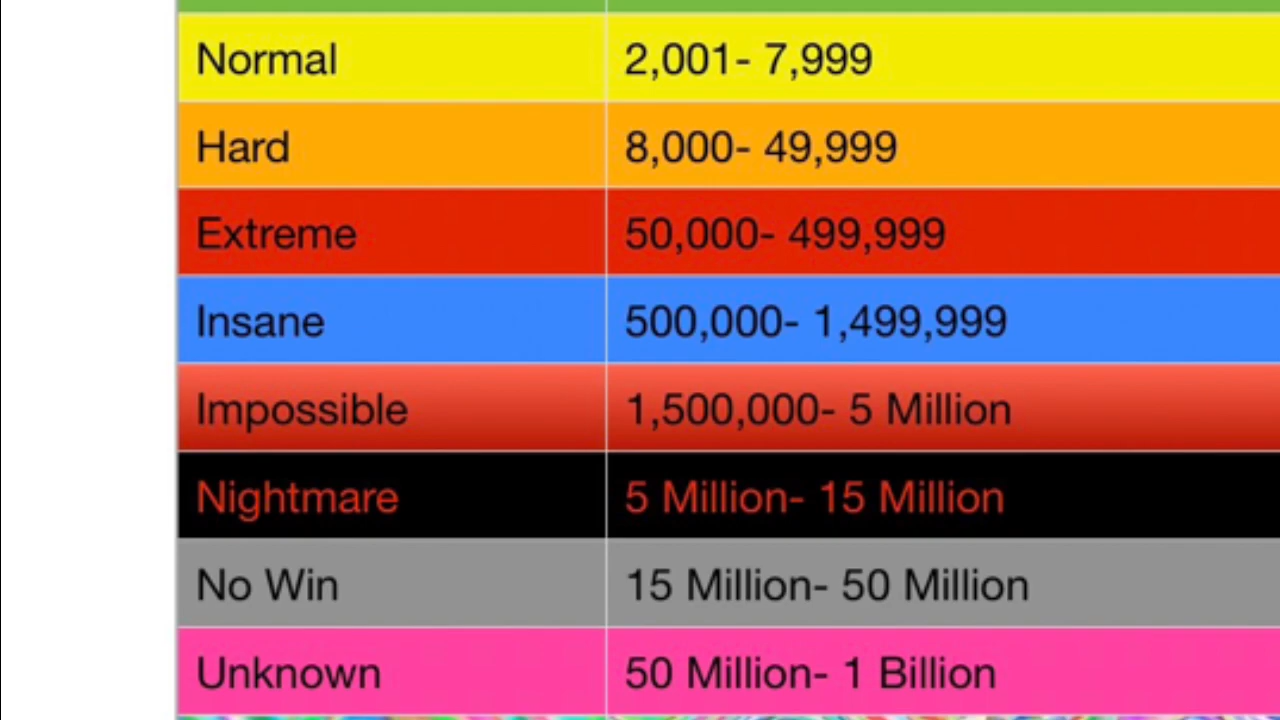 Normal 2,001- 7,999
Hard 8,000- 49,999
Extreme 50,000- 499,999
Insane 500,000- 1,499,999
Impossible 1,500,000- 5 Million
Nightmare 5 Million- 15 Million
No Win 15 Million- 50 Million
Unknown 50 Million- 1 Billion